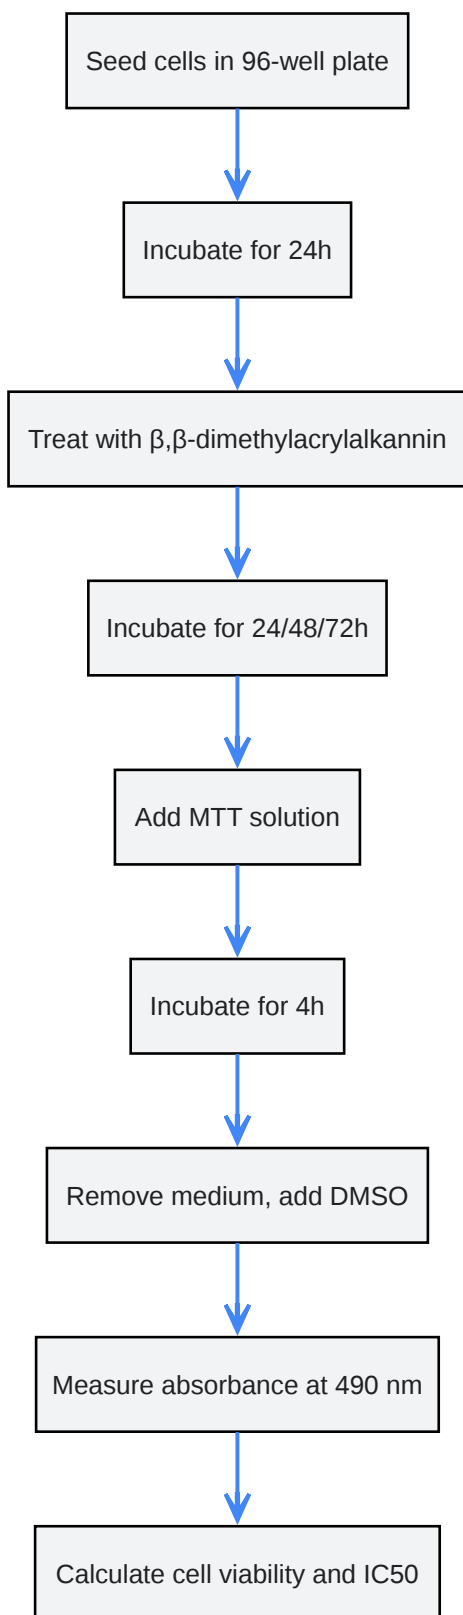 Seed cells in 96-well plate
Incubate for 24h
Treat with β,β-dimethylacrylalkannin
Incubate for 24/48/72h
Add MTT solution
Incubate for 4h
Remove medium, add DMSO
Measure absorbance at 490 nm
Calculate cell viability and IC50